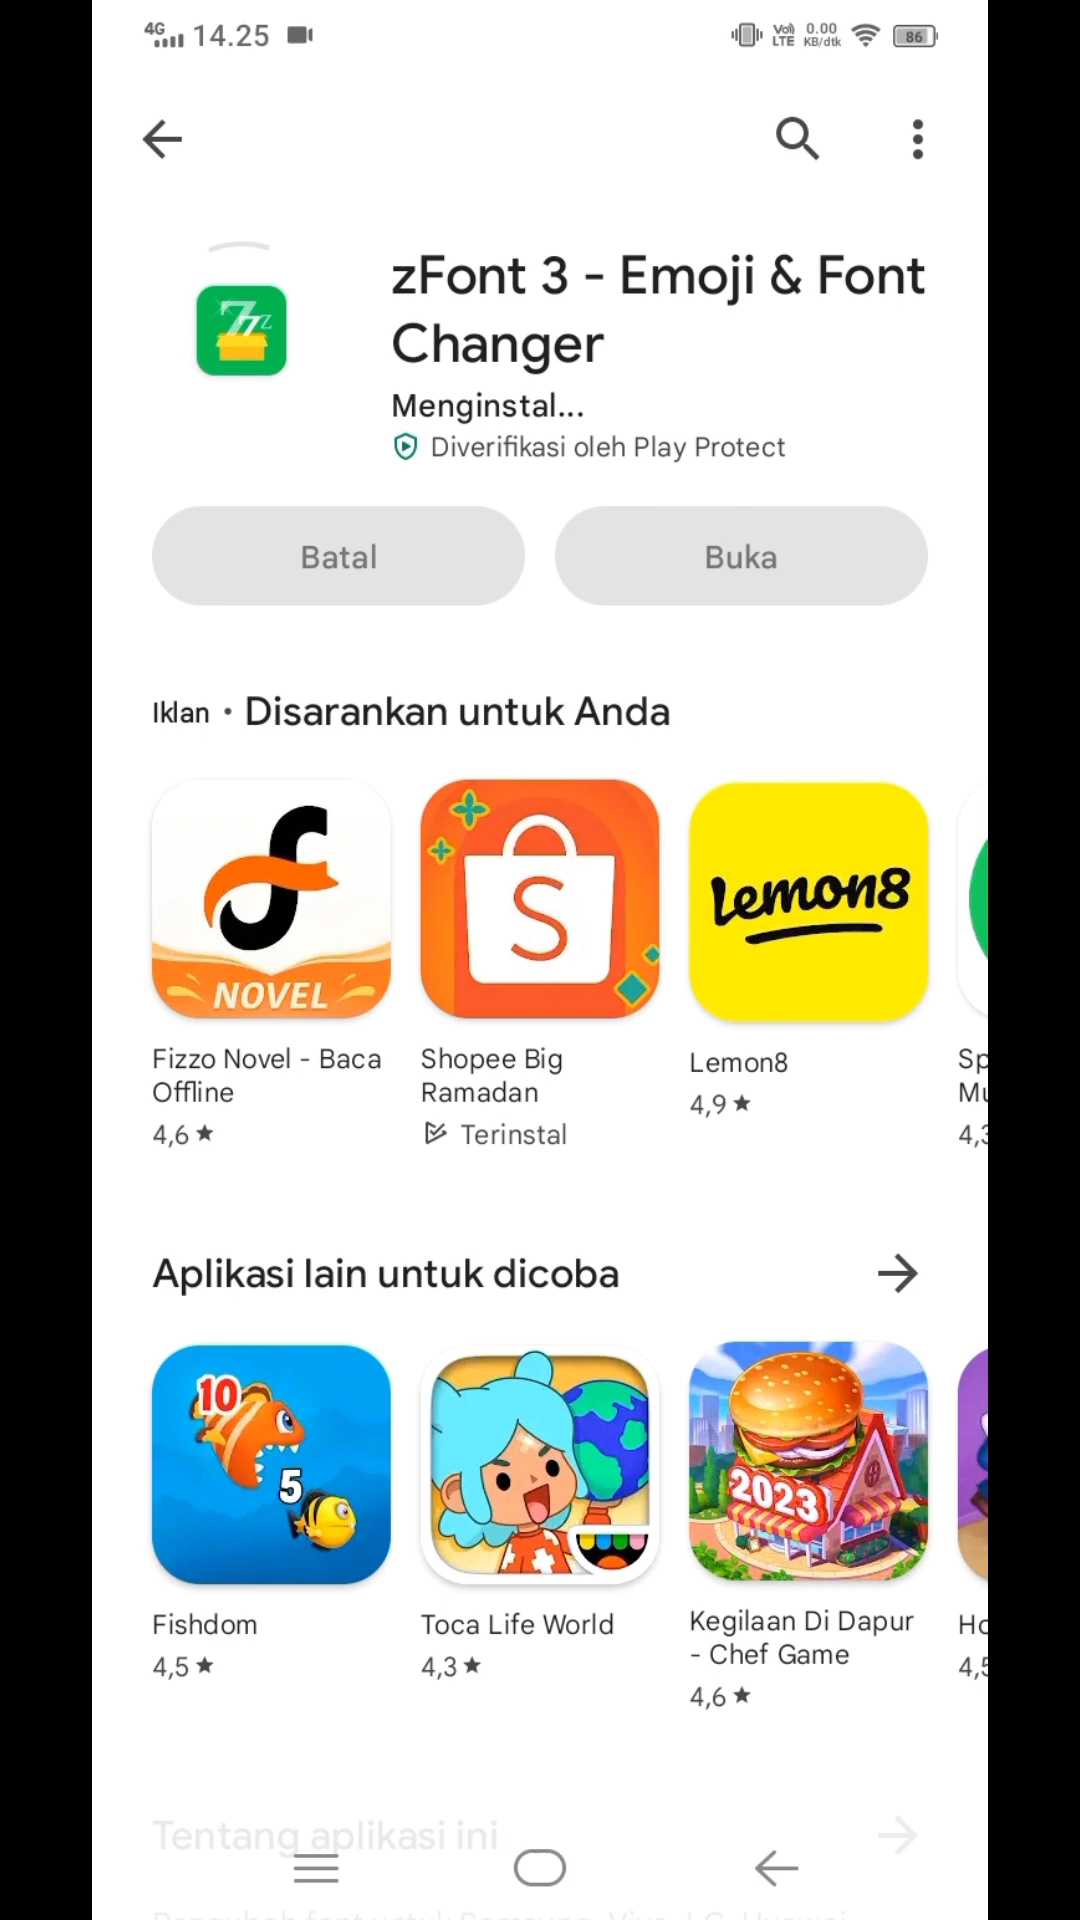 4G 14.25 Vo) LTE 0.00 KB/dtk 86
zFont 3 - Emoji & Font
Changer
Menginstal...
Diverifikasi oleh Play Protect
Batal Buka
Iklan • Disarankan untuk Anda
NOVEL
S
Lemon8
Fizzo Novel - Baca
Offline
4,6 ★
Shopee Big
Ramadan
Terinstal
Lemon8
4,9 ★
Aplikasi lain untuk dicoba
10
5
2023
Fishdom
4,5 ★
Toca Life World
4,3 ★
Kegilaan Di Dapur
- Chef Game
4,6 ★
Tentang aplikasi ini